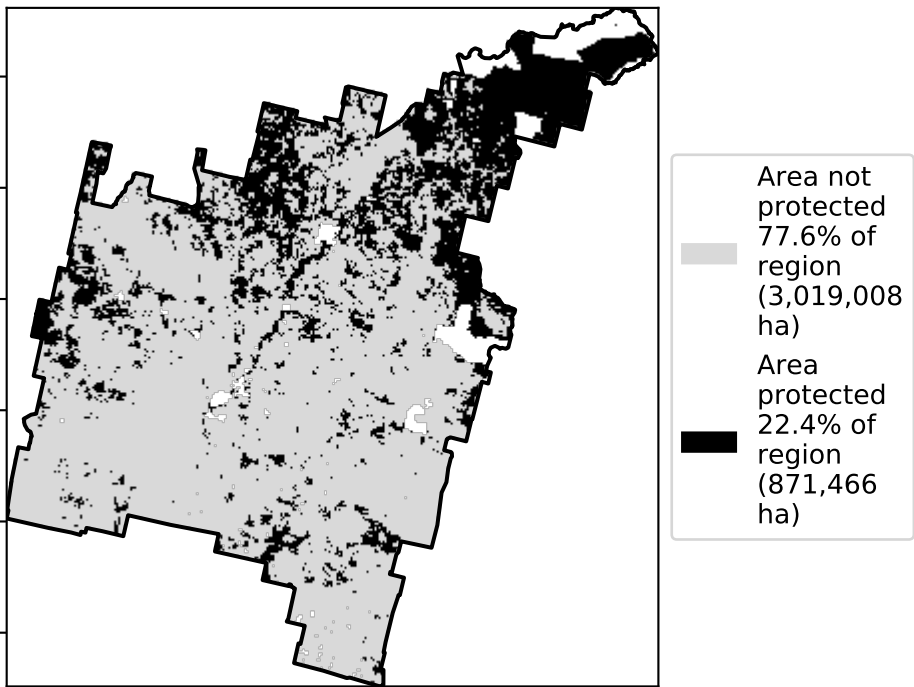 Area not
protected
77.6% of
region
(3,019,008
ha)
Area
protected
22.4% of
region
(871,466
ha)